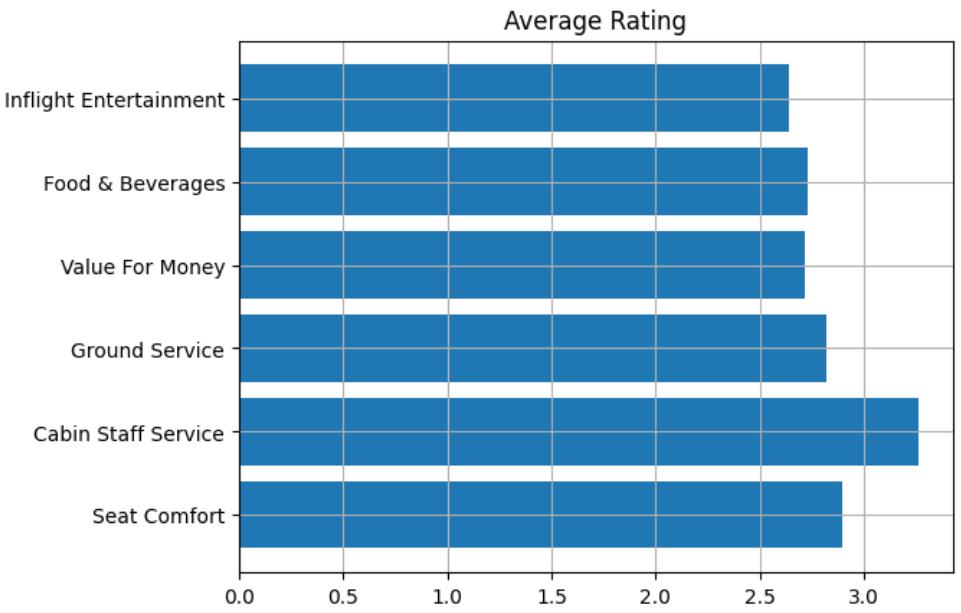 Average Rating
Inflight Entertainment
Food & Beverages
Value For Money
Ground Service
Cabin Staff Service
Seat Comfort
0.0 0.5 1.0 1.5 2.0 2.5 3.0